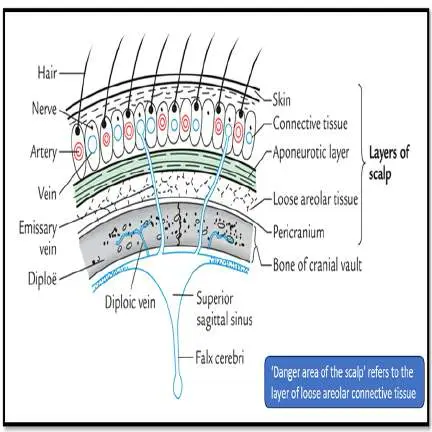 Hair
Nerve
Artery
Vein
Emissary
vein
Diploë
Diploic vein
Skin
Connective tissue
Aponeurotic layer
Loose areolar tissue
Pericranium
Bone of cranial vault
Layers of
scalp
Superior
sagittal sinus
Falx cerebri
'Danger area of the scalp' refers to the
layer of loose areolar connective tissue